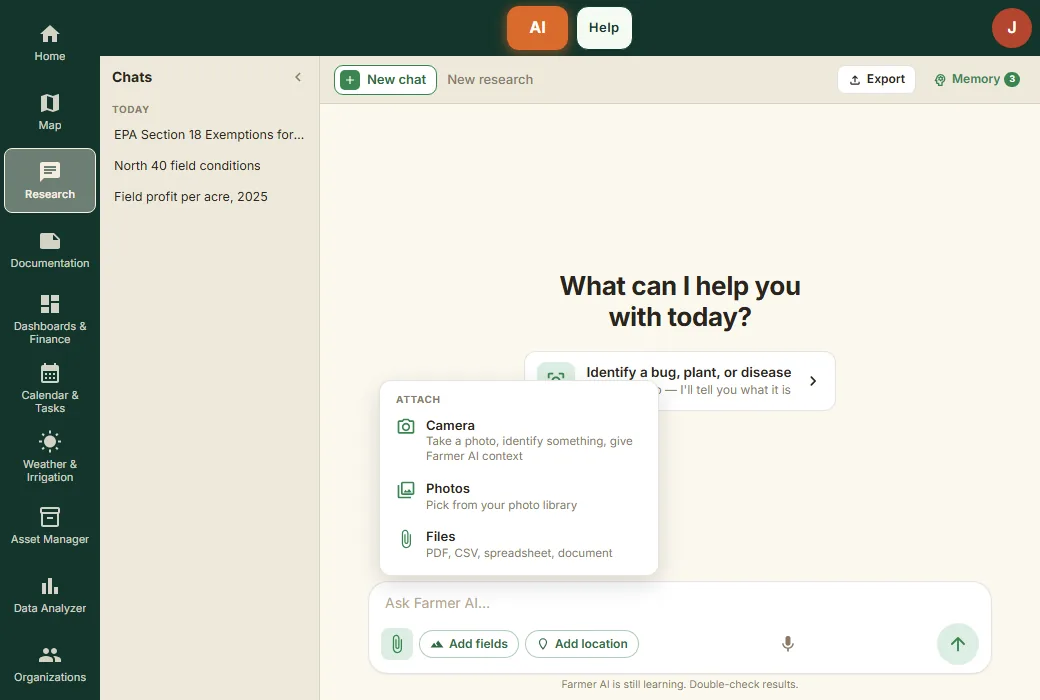 AI
Help
J
Home
Map
Research
Documentation
Dashboards &
Finance
Calendar &
Tasks
Weather &
Irrigation
Asset Manager
Data Analyzer
Organizations
Chats
TODAY
EPA Section 18 Exemptions for...
North 40 field conditions
Field profit per acre, 2025
New chat
New research
Export
Memory 3
What can I help you
with today?
Identify a bug, plant, or disease
— I'll tell you what it is
ATTACH
Camera
Take a photo, identify something, give
Farmer AI context
Photos
Pick from your photo library
Files
PDF, CSV, spreadsheet, document
Ask Farmer AI...
Add fields
Add location
Farmer AI is still learning. Double-check results.